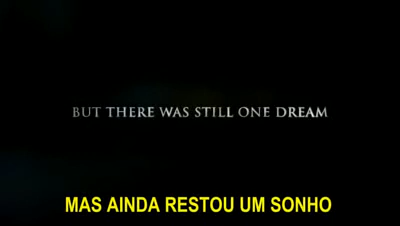 BUT THERE WAS STILL ONE DREAM
MAS AINDA RESTOU UM SONHO